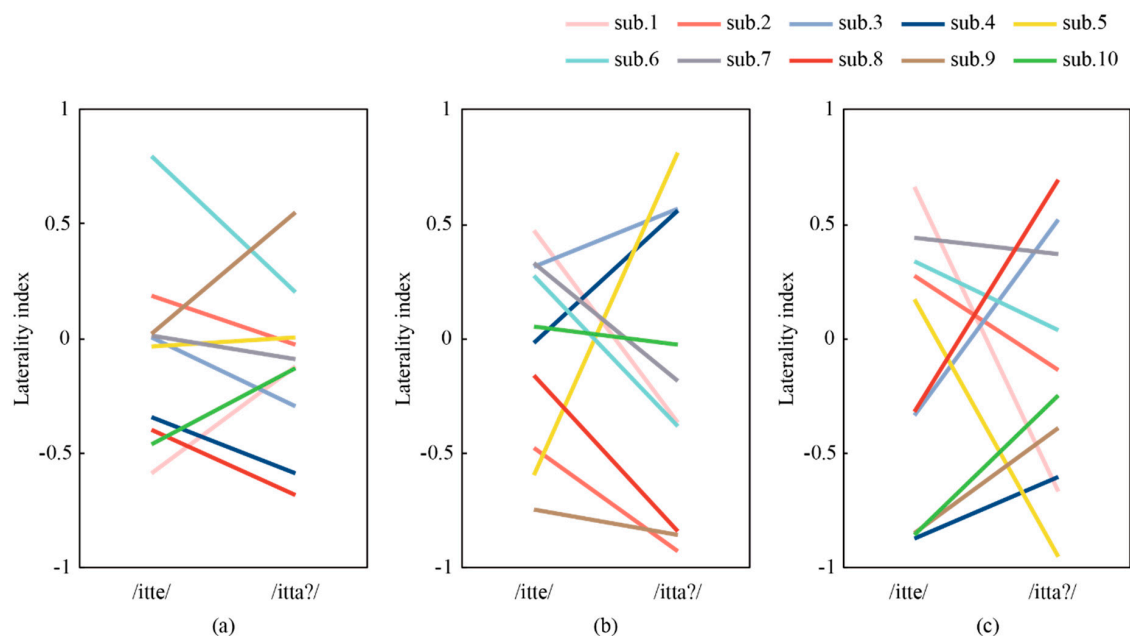 sub.1 sub.2 sub.3 sub.4 sub.5
sub.6 sub.7 sub.8 sub.9 sub.10
Laterality index
1
0.5
0
-0.5
-1
/itte/ /itta?/
(a)
Laterality index
1
0.5
0
-0.5
-1
/itte/ /itta?/
(b)
Laterality index
1
0.5
0
-0.5
-1
/itte/ /itta?/
(c)